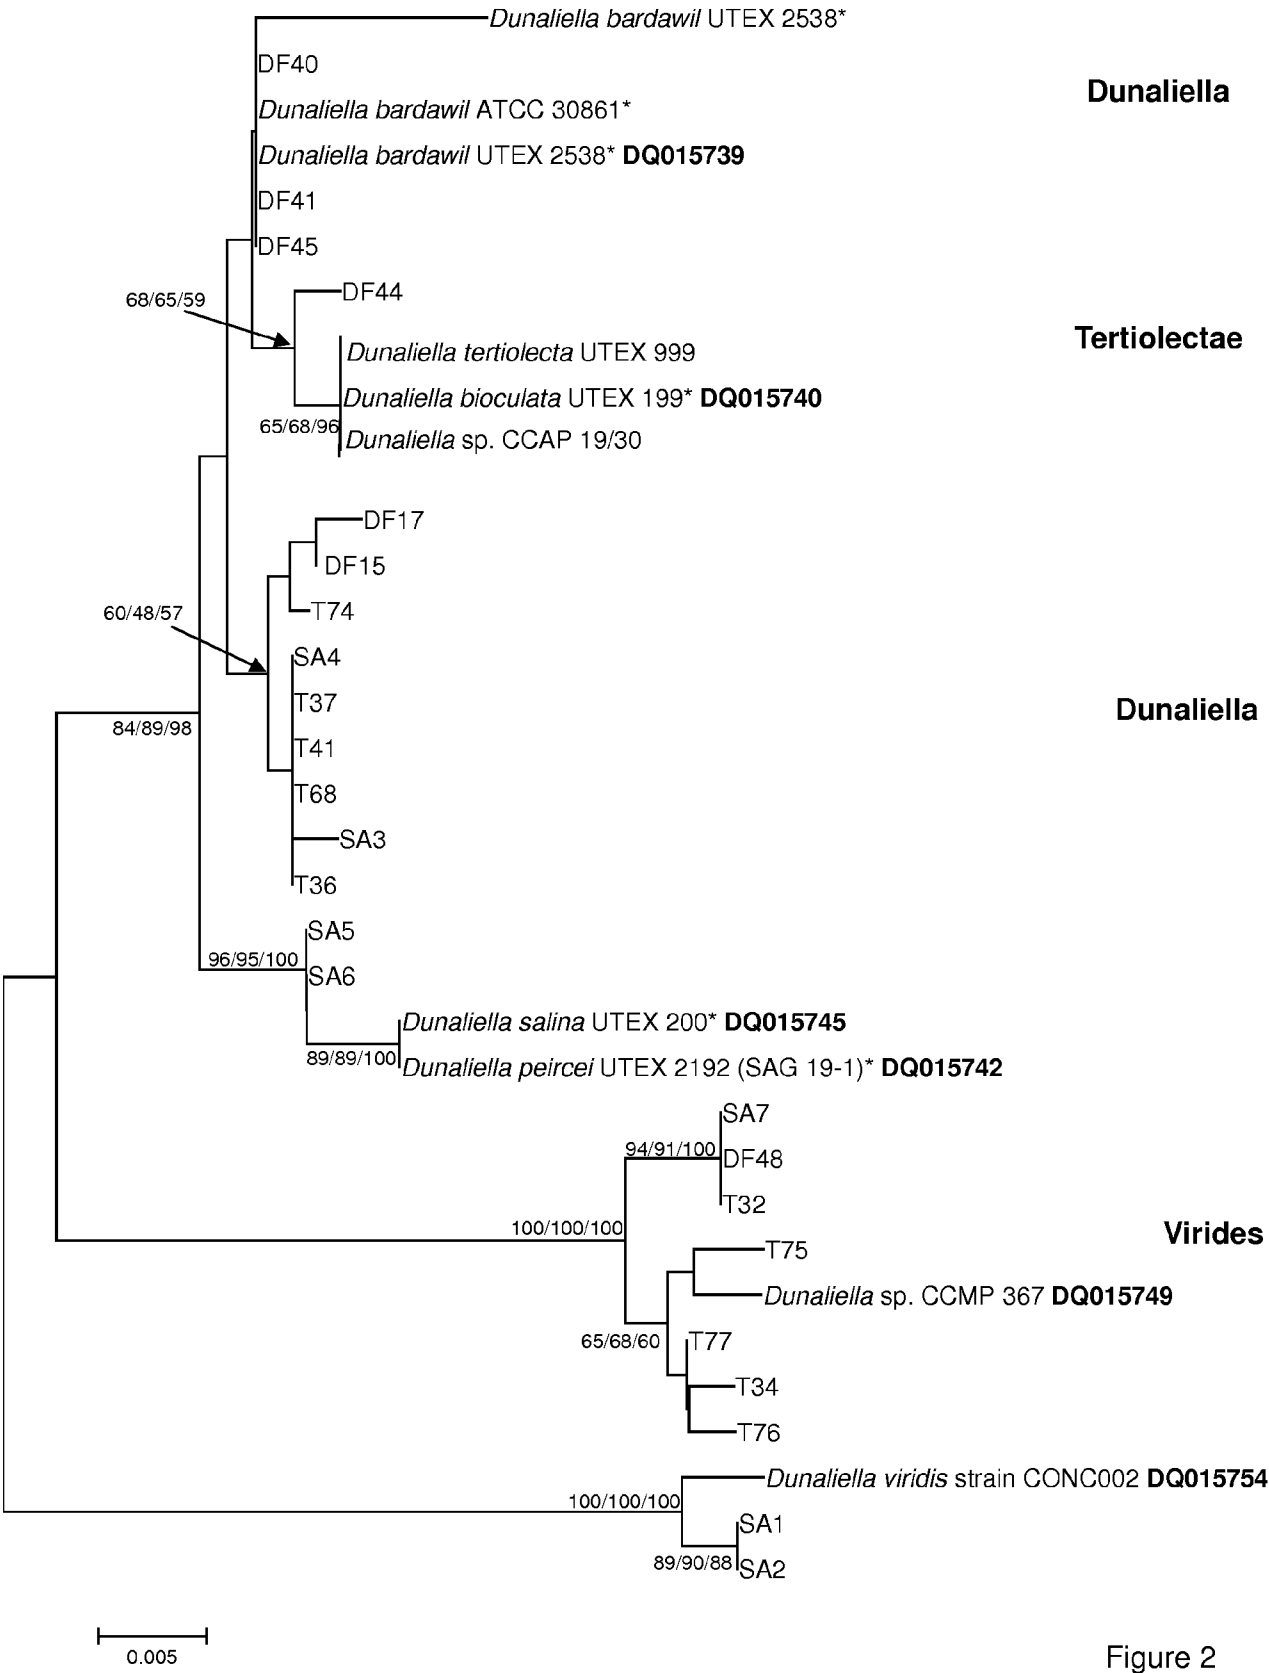 Dunaliella bardawil UTEX 2538*
DF40
Dunaliella
Dunaliella bardawil ATCC 30861*
Dunaliella bardawil UTEX 2538* DQ015739
DF41
DF45
DF44
68/65/59
Tertiolectae
Dunaliella tertiolecta UTEX 999
Dunaliella bioculata UTEX 199* DQ015740
65/68/96
Dunaliella sp. CCAP 19/30
DF17
DF15
T74
60/48/57
SA4
T37
Dunaliella
84/89/98
T41
T68
SA3
T36
SA5
96/95/100
SA6
Dunaliella salina UTEX 200* DQ015745
89/89/100
Dunaliella peircei UTEX 2192 (SAG 19-1)* DQ015742
SA7
94/91/100
DF48
T32
100/100/100
Virides
T75
Dunaliella sp. CCMP 367 DQ015749
65/68/60
T77
T34
T76
Dunaliella viridis strain CONC002 DQ015754
100/100/100
SA1
89/90/88
SA2
0.005
Figure 2